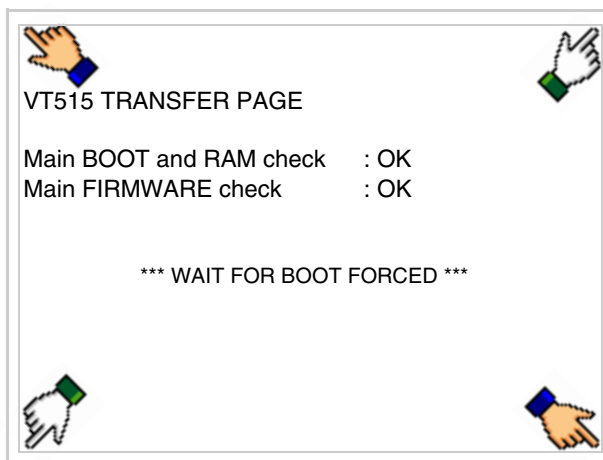 VT515 TRANSFER PAGE
Main BOOT and RAM check : OK
Main FIRMWARE check : OK
*** WAIT FOR BOOT FORCED ***